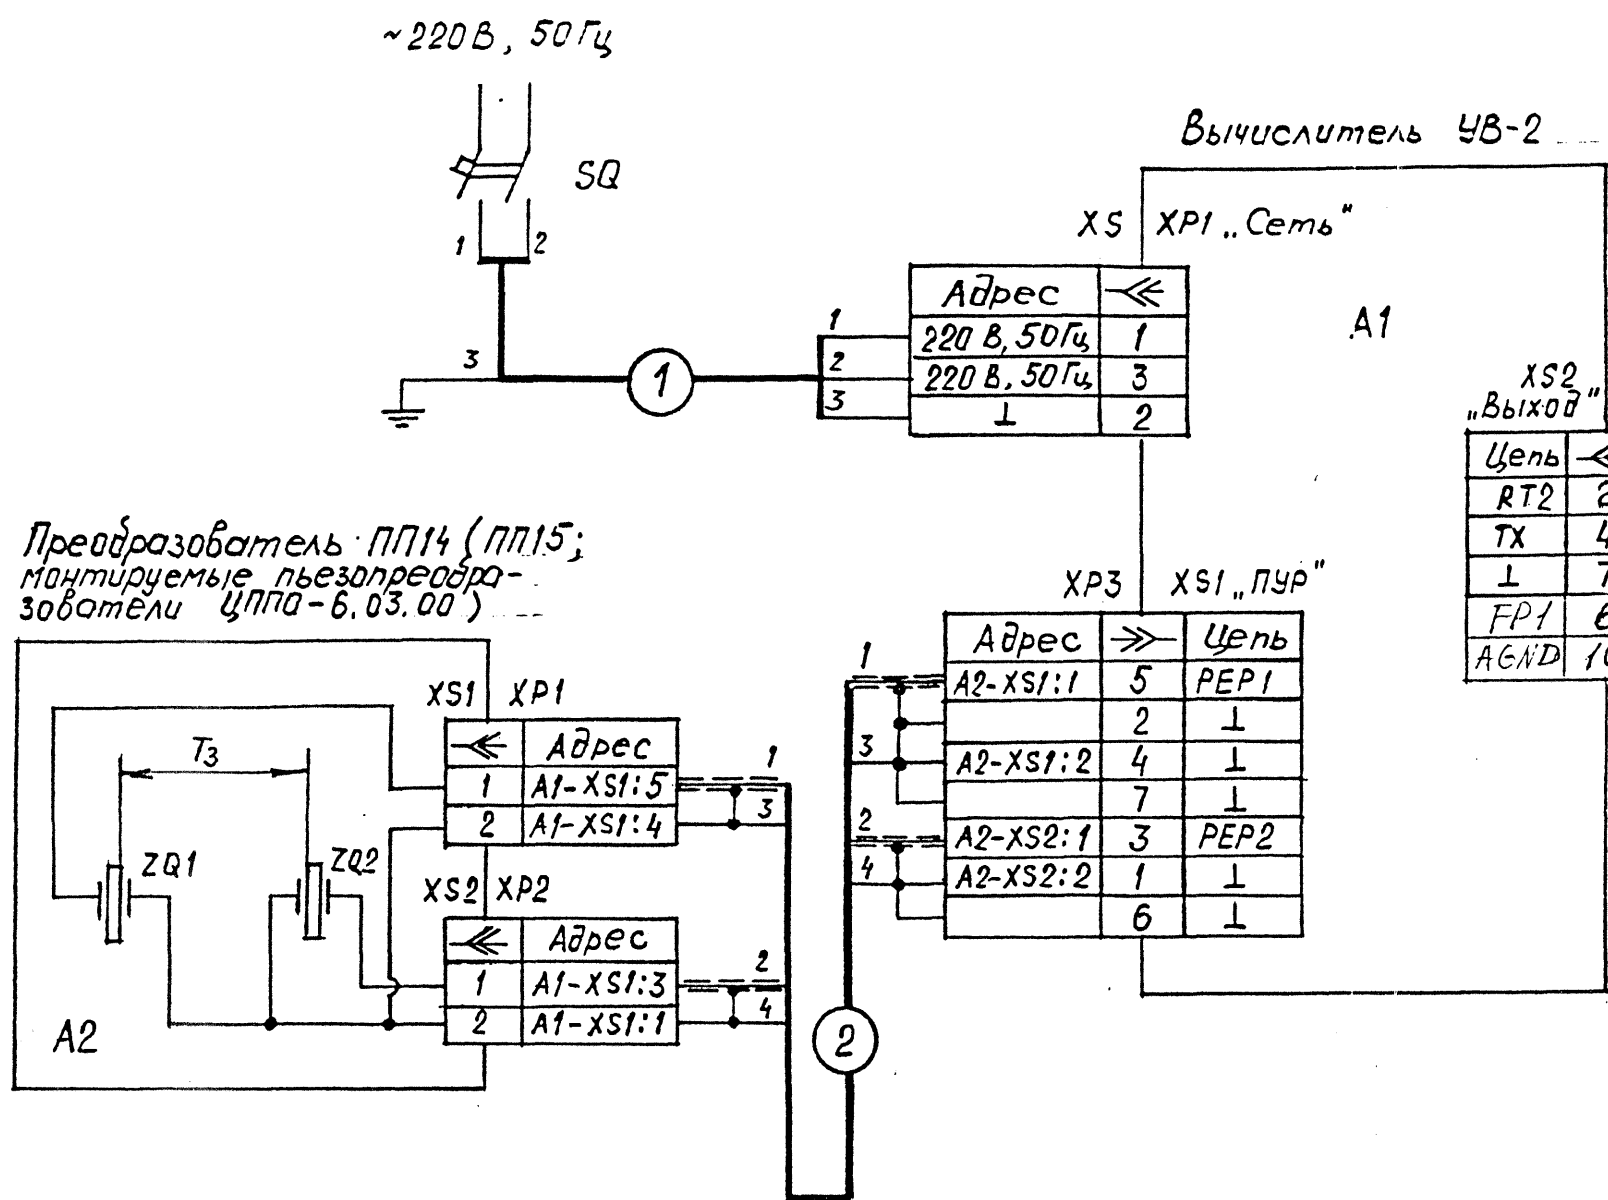 ~220В, 50Гц
SQ
1 2
3
1
Вычислитель УВ-2
XS XP1 „Сеть"
Адрес
1 220 В, 50Гц 1
2 220 В, 50Гц 3
3 ⊥ 2
A1
XS2
„Выход"
Цепь
RT2
TX
⊥
FP1
AGND
Преобразователь ПП14 (ПП15;
монтируемые пьезопреобра-
зователи ЦППО-6.03.00)
XS1 XP1
Адрес
1 A1-XS1:5 1
2 A1-XS1:4 3
Tз
ZQ1
ZQ2
XS2 XP2
Адрес
1 A1-XS1:3 2
2 A1-XS1:1 4
A2
2
XP3 XS1 „ПУР"
Адрес Цепь
1 A2-XS1:1 5 PEP1
2 ⊥
3 A2-XS1:2 4 ⊥
7 ⊥
2 A2-XS2:1 3 PEP2
4 A2-XS2:2 1 ⊥
6 ⊥